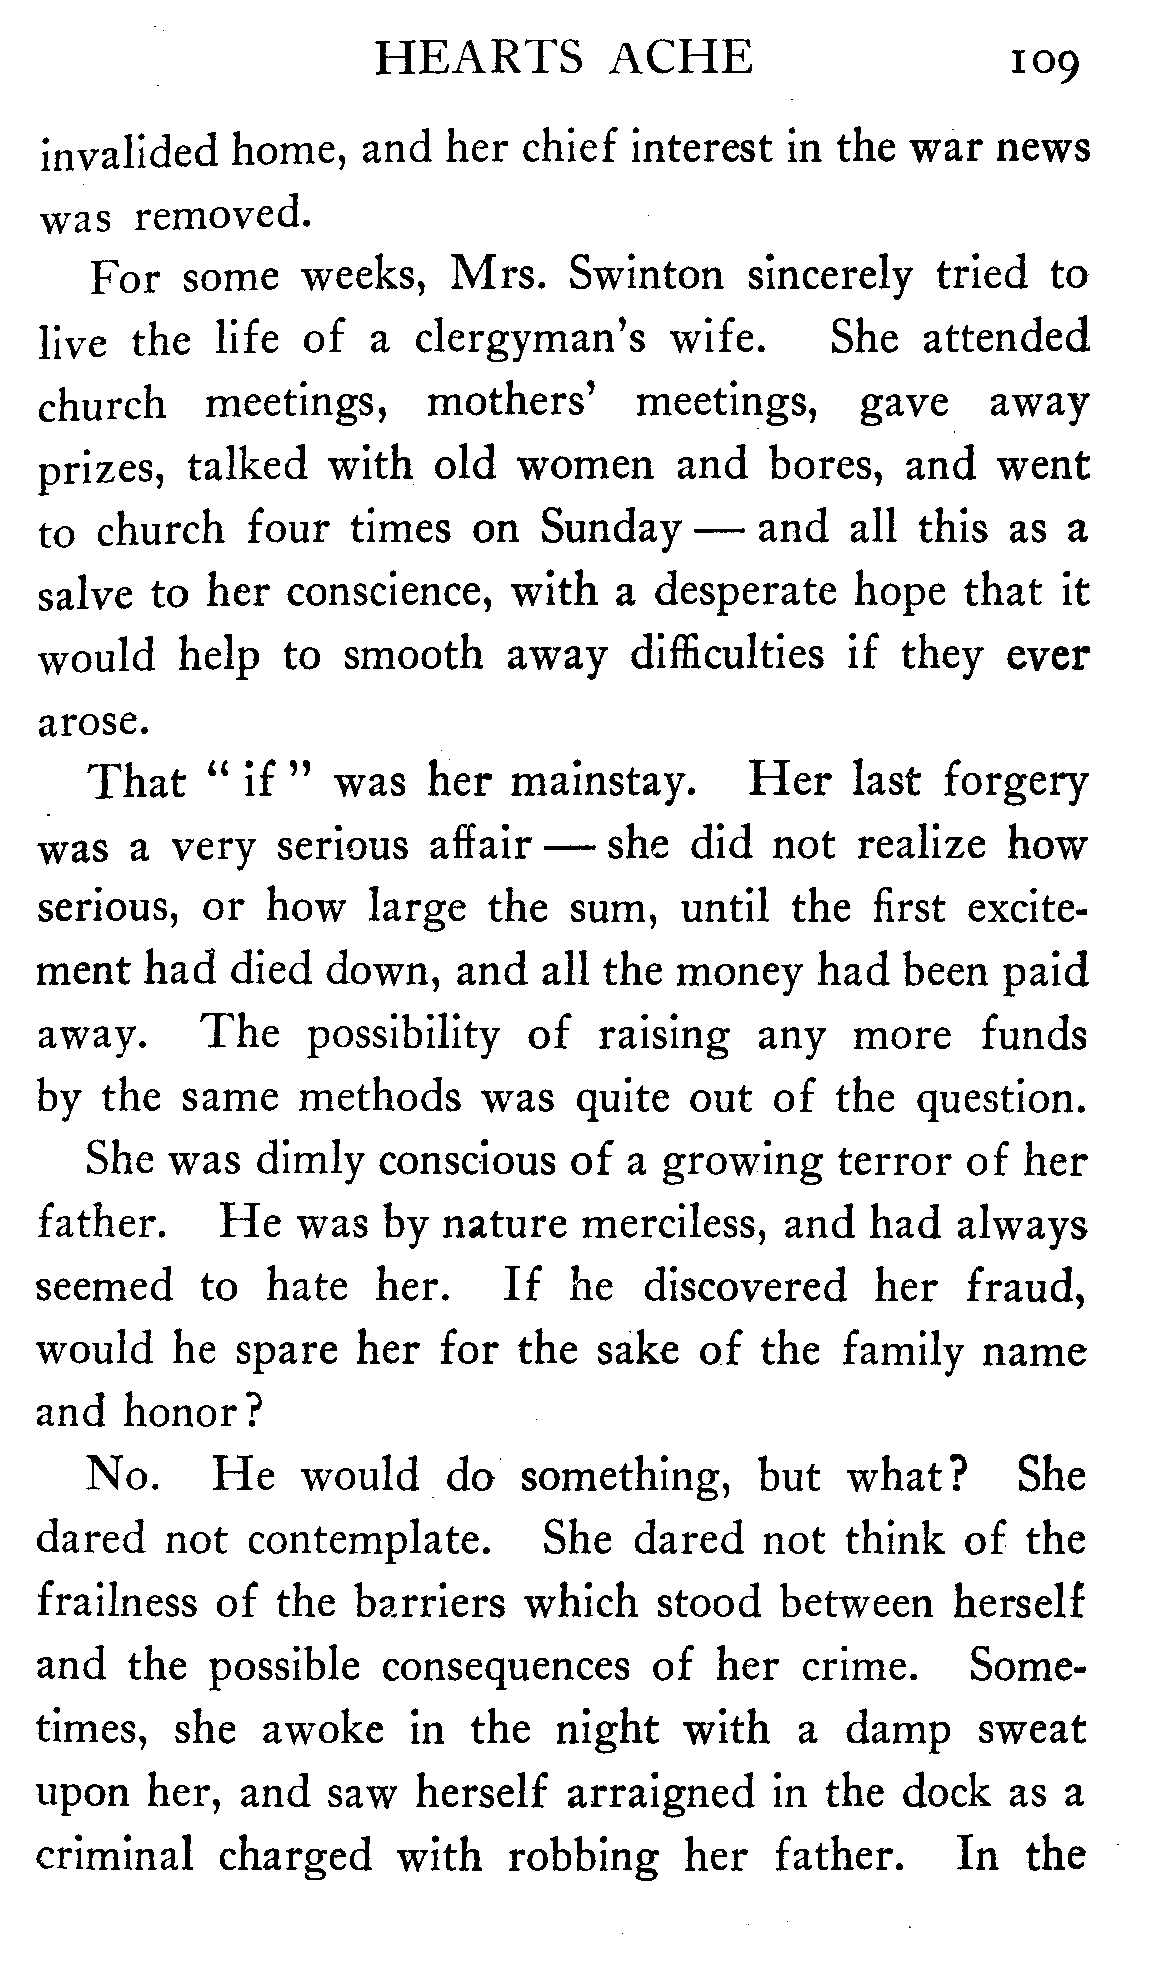 HEARTS ACHE 109
invalided home, and her chief interest in the war news
was removed.
For some weeks, Mrs. Swinton sincerely tried to
live the life of a clergyman's wife. She attended
church meetings, mothers' meetings, gave away
prizes, talked with old women and bores, and went
to church four times on Sunday — and all this as a
salve to her conscience, with a desperate hope that it
would help to smooth away difficulties if they ever
arose.
That " if " was her mainstay. Her last forgery
was a very serious affair — she did not realize how
serious, or how large the sum, until the first excite-
ment had died down, and all the money had been paid
away. The possibility of raising any more funds
by the same methods was quite out of the question.
She was dimly conscious of a growing terror of her
father. He was by nature merciless, and had always
seemed to hate her. If he discovered her fraud,
would he spare her for the sake of the family name
and honor?
No. He would do something, but what? She
dared not contemplate. She dared not think of the
frailness of the barriers which stood between herself
and the possible consequences of her crime. Some-
times, she awoke in the night with a damp sweat
upon her, and saw herself arraigned in the dock as a
criminal charged with robbing her father. In the